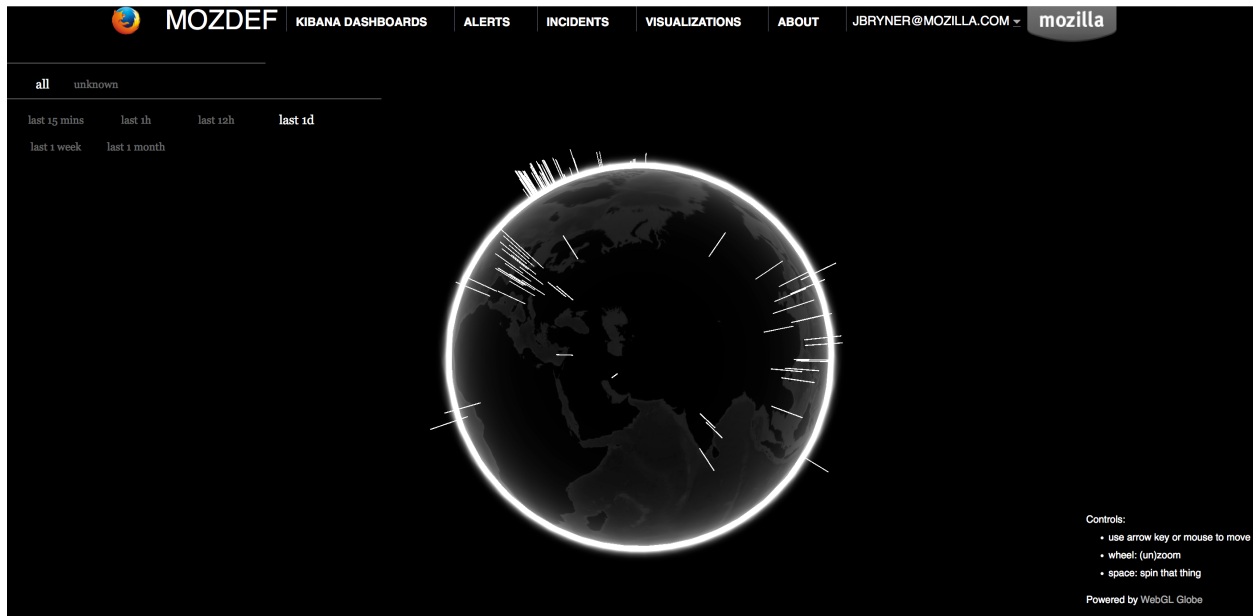 MOZDEF KIBANA DASHBOARDS ALERTS INCIDENTS VISUALIZATIONS ABOUT JBRYNER@MOZILLA.COM mozilla
all unknown
last 15 mins last 1h last 12h last 1d
last 1 week last 1 month
Controls:
• use arrow key or mouse to move
• wheel: (un)zoom
• space: spin that thing
Powered by WebGL Globe